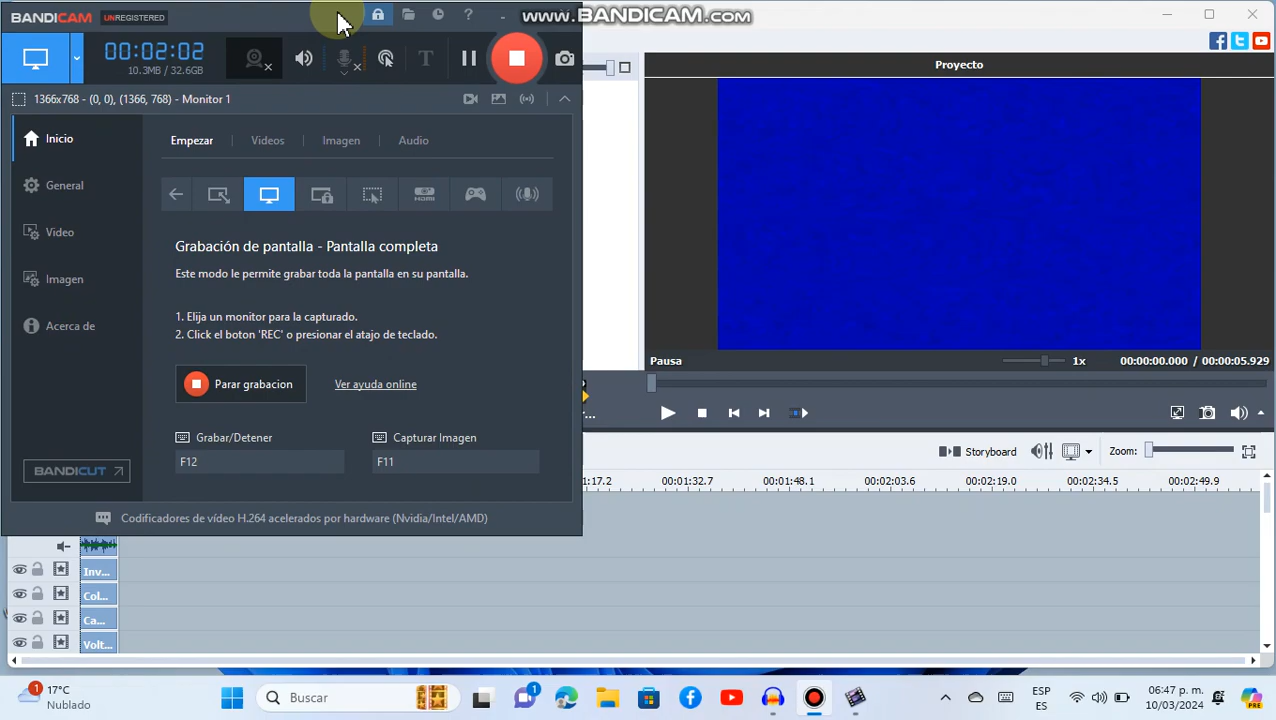 BANDICAM UNREGISTERED
www.BANDICAM.com
00:02:02
10.3MB / 32.6GB
1366x768 - (0, 0), (1366, 768) - Monitor 1
Inicio
General
Video
Imagen
Acerca de
BANDICUT
Empezar
Videos
Imagen
Audio
HDMI
Grabación de pantalla - Pantalla completa
Este modo le permite grabar toda la pantalla en su pantalla.
1. Elija un monitor para la capturado.
2. Click el boton 'REC' o presionar el atajo de teclado.
Parar grabacion
Ver ayuda online
Grabar/Detener
Capturar Imagen
F12
F11
Codificadores de vídeo H.264 acelerados por hardware (Nvidia/Intel/AMD)
Proyecto
Pausa
1x
00:00:00.000 / 00:00:05.929
Storyboard
Zoom:
:1.17.2 00:01:32.7 00:01:48.1 00:02:03.6 00:02:19.0 00:02:34.5 00:02:49.9
Inv...
Col...
Ca...
Volt...
1
17°C
Nublado
Buscar
1
ESP
ES
06:47 p. m.
10/03/2024
PRE